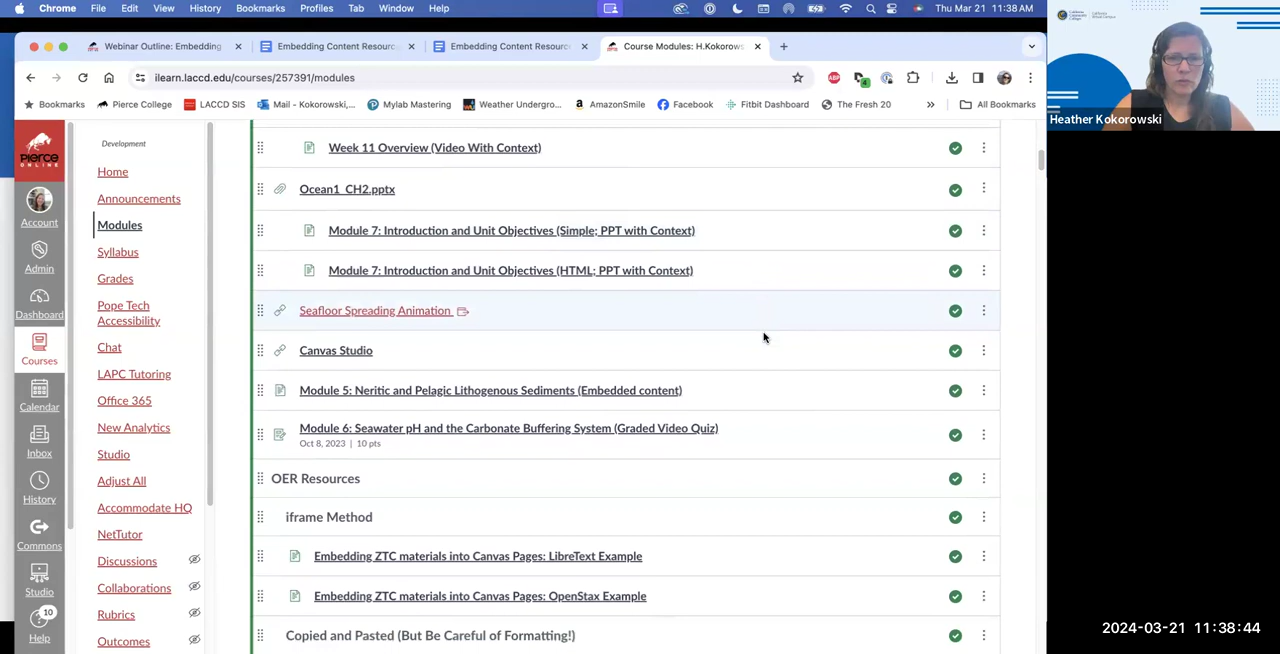 Chrome File Edit View History Bookmarks Profiles Tab Window Help Thu Mar 21 11:38 AM
Webinar Outline: Embedding Embedding Content Resourc Embedding Content Resourc Course Modules: H.Kokorows
ilearn.laccd.edu/courses/257391/modules
Bookmarks Pierce College LACCD SIS Mail - Kokorowski,... Mylab Mastering Weather Undergro... AmazonSmile Facebook Fitbit Dashboard The Fresh 20 » All Bookmarks
PIERCE
ONLINE
Account
Admin
Dashboard
Courses
Calendar
Inbox
History
Commons
Studio
10
Help
Development
Home
Announcements
Modules
Syllabus
Grades
Pope Tech
Accessibility
Chat
LAPC Tutoring
Office 365
New Analytics
Studio
Adjust All
Accommodate HQ
NetTutor
Discussions
Collaborations
Rubrics
Outcomes
Week 11 Overview (Video With Context)
Ocean1_CH2.pptx
Module 7: Introduction and Unit Objectives (Simple; PPT with Context)
Module 7: Introduction and Unit Objectives (HTML; PPT with Context)
Seafloor Spreading Animation
Canvas Studio
Module 5: Neritic and Pelagic Lithogenous Sediments (Embedded content)
Module 6: Seawater pH and the Carbonate Buffering System (Graded Video Quiz)
Oct 8, 2023 | 10 pts
OER Resources
iframe Method
Embedding ZTC materials into Canvas Pages: LibreText Example
Embedding ZTC materials into Canvas Pages: OpenStax Example
Copied and Pasted (But Be Careful of Formatting!)
Heather Kokorowski
2024-03-21 11:38:44